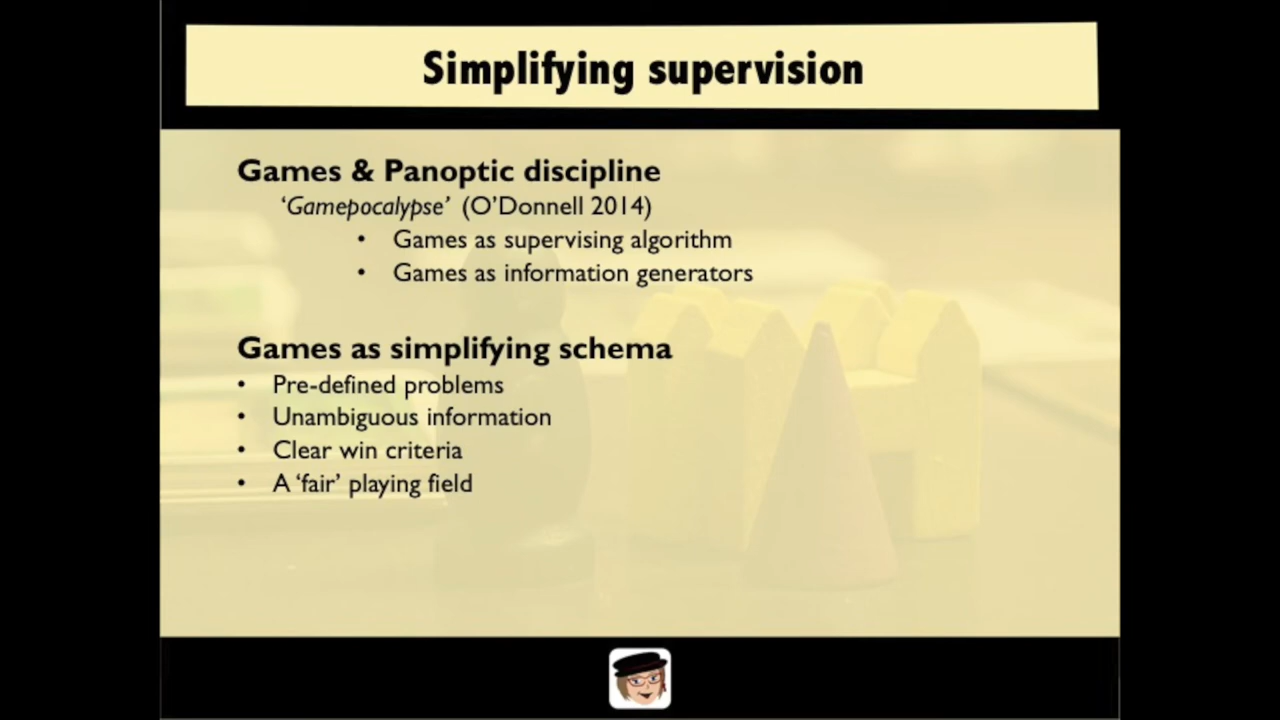 Simplifying supervision
Games & Panoptic discipline
‘Gamepocalypse’ (O’Donnell 2014)
• Games as supervising algorithm
• Games as information generators
Games as simplifying schema
• Pre-defined problems
• Unambiguous information
• Clear win criteria
• A ‘fair’ playing field